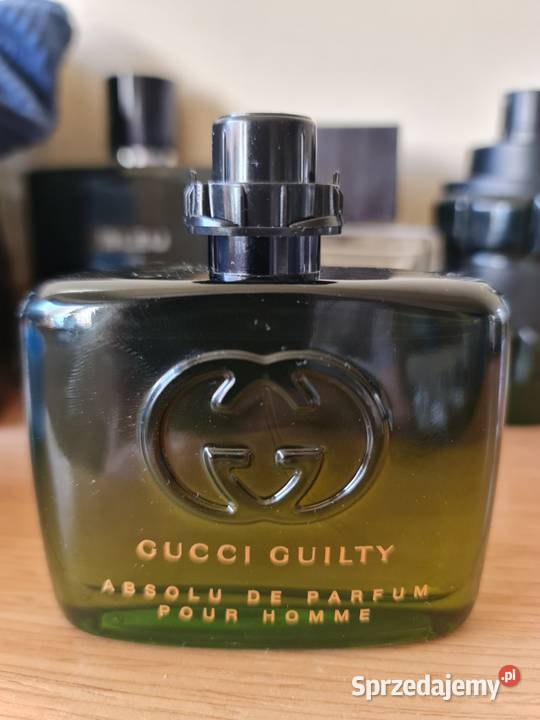 GUCCI GUILTY
ABSOLU DE PARFUM
POUR HOMME
Sprzedajemy.pl